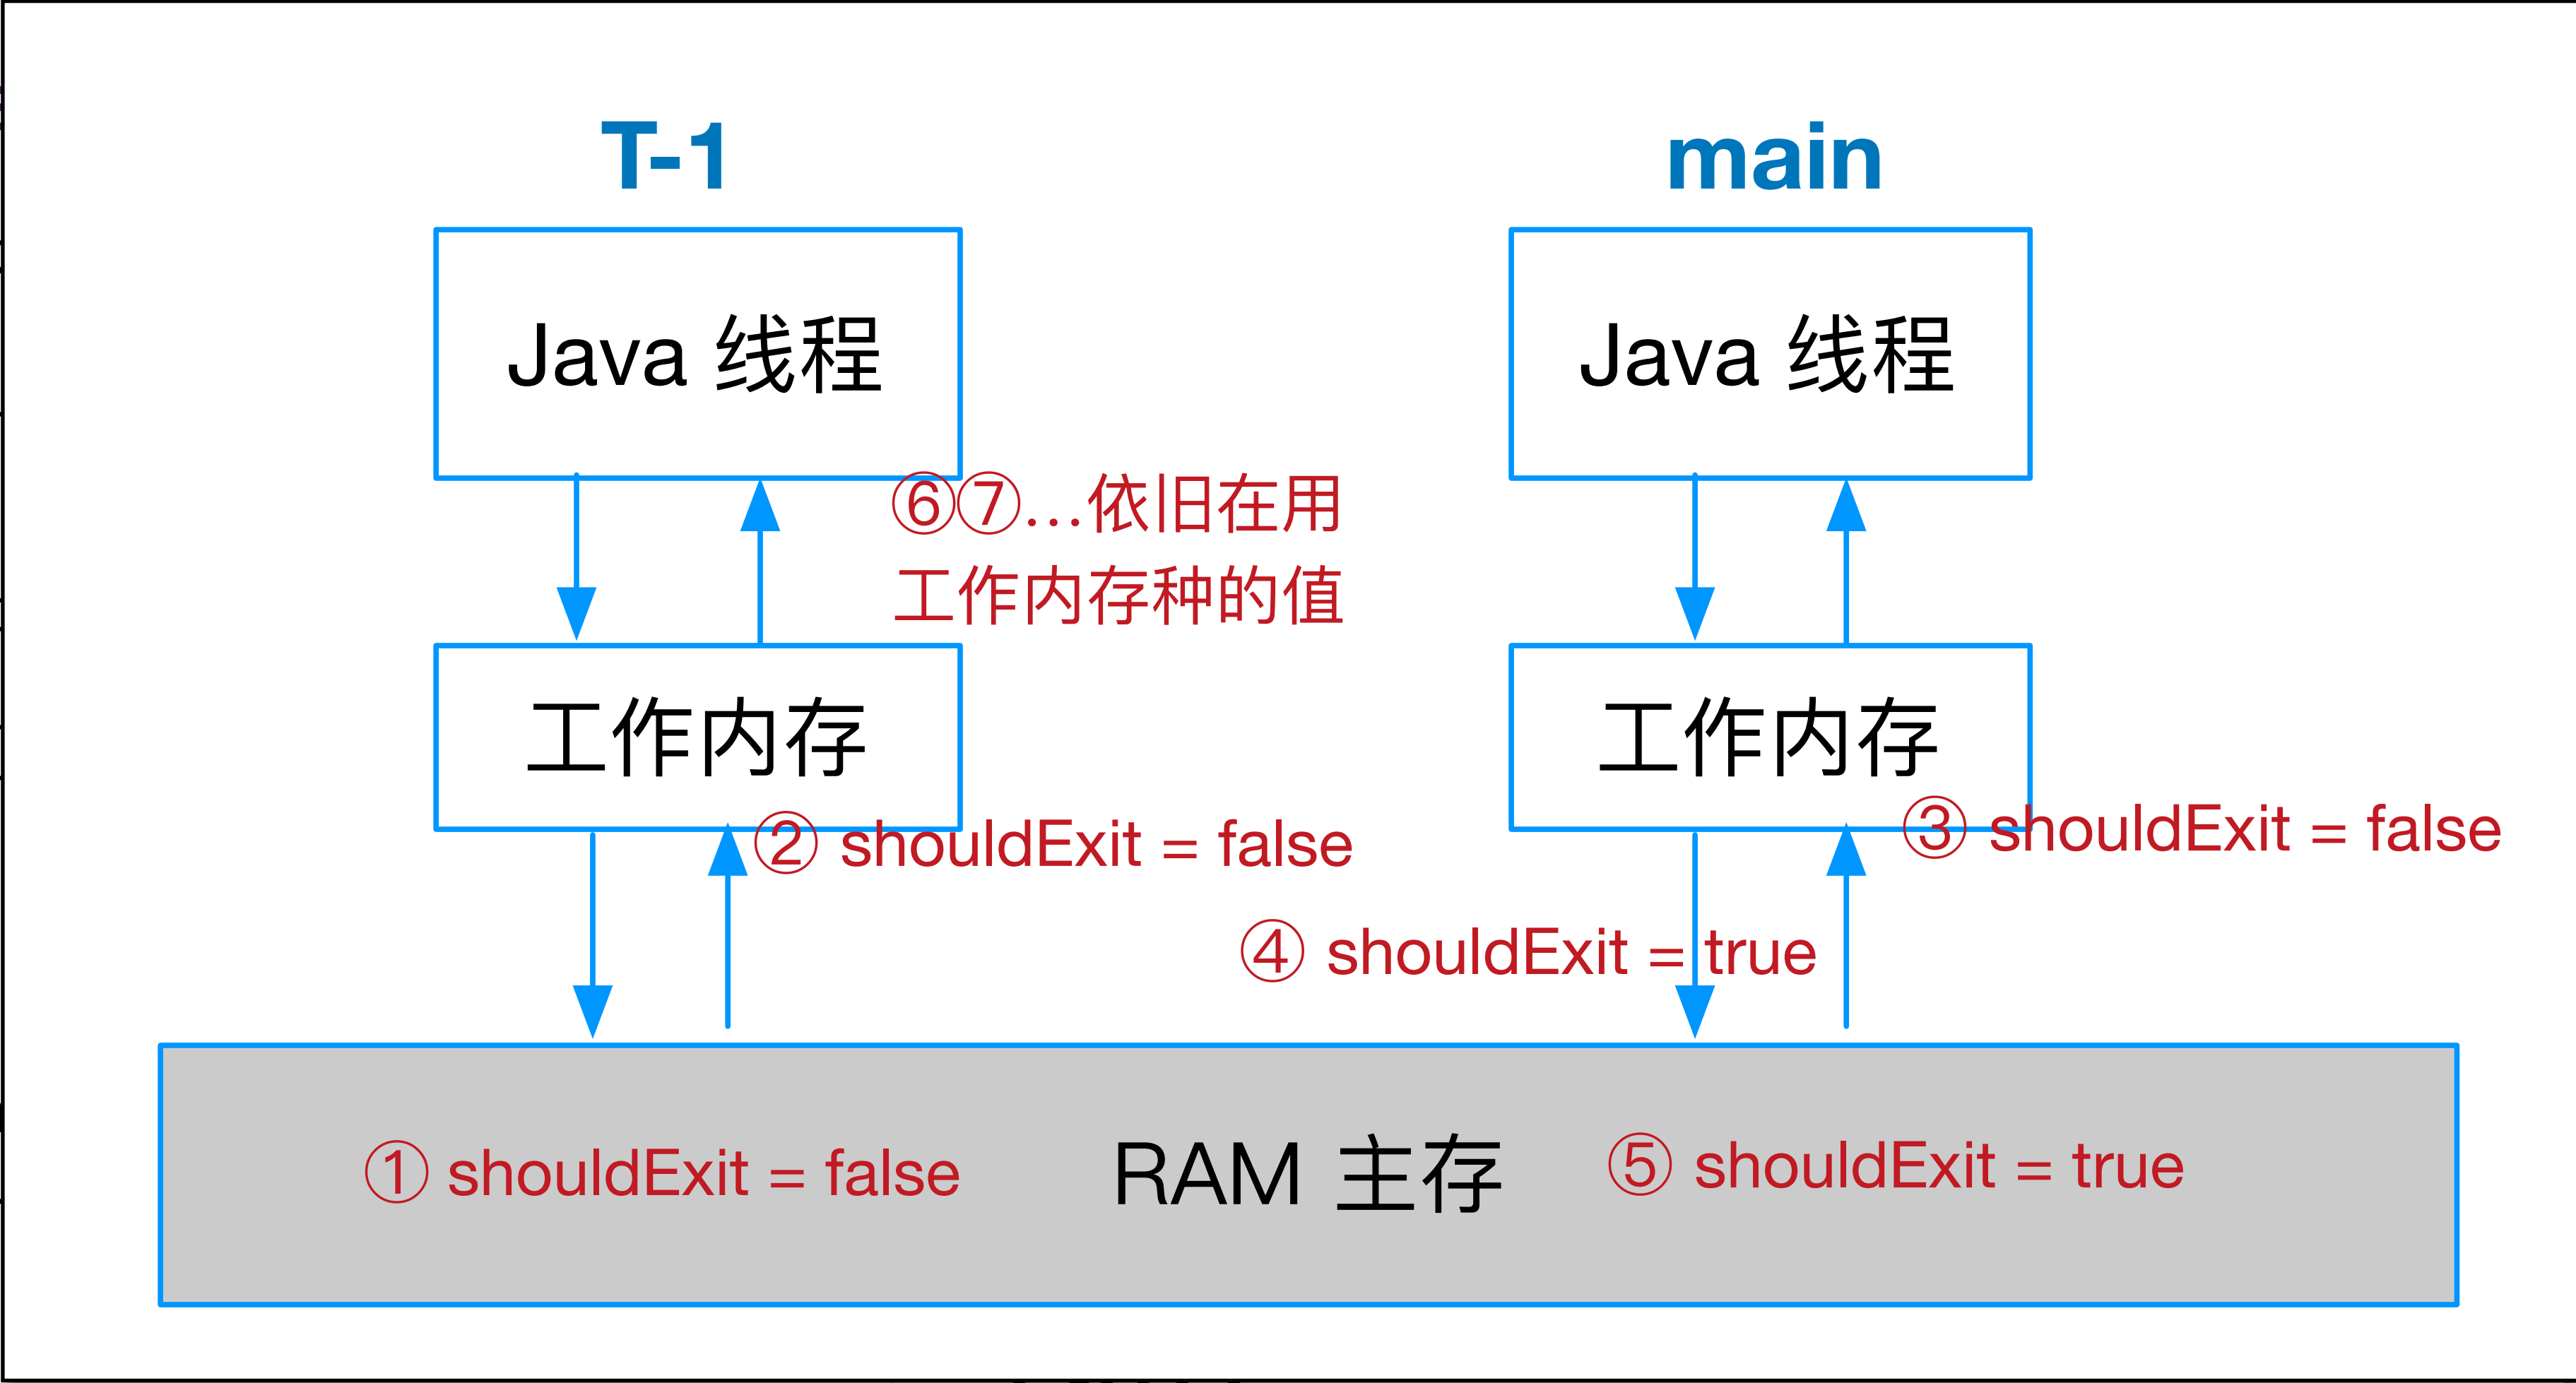 T-1
main
Java 线程
Java 线程
⑥⑦...依旧在用
工作内存种的值
工作内存
工作内存
② shouldExit = false
③ shouldExit = false
④ shouldExit = true
① shouldExit = false
RAM 主存
⑤ shouldExit = true